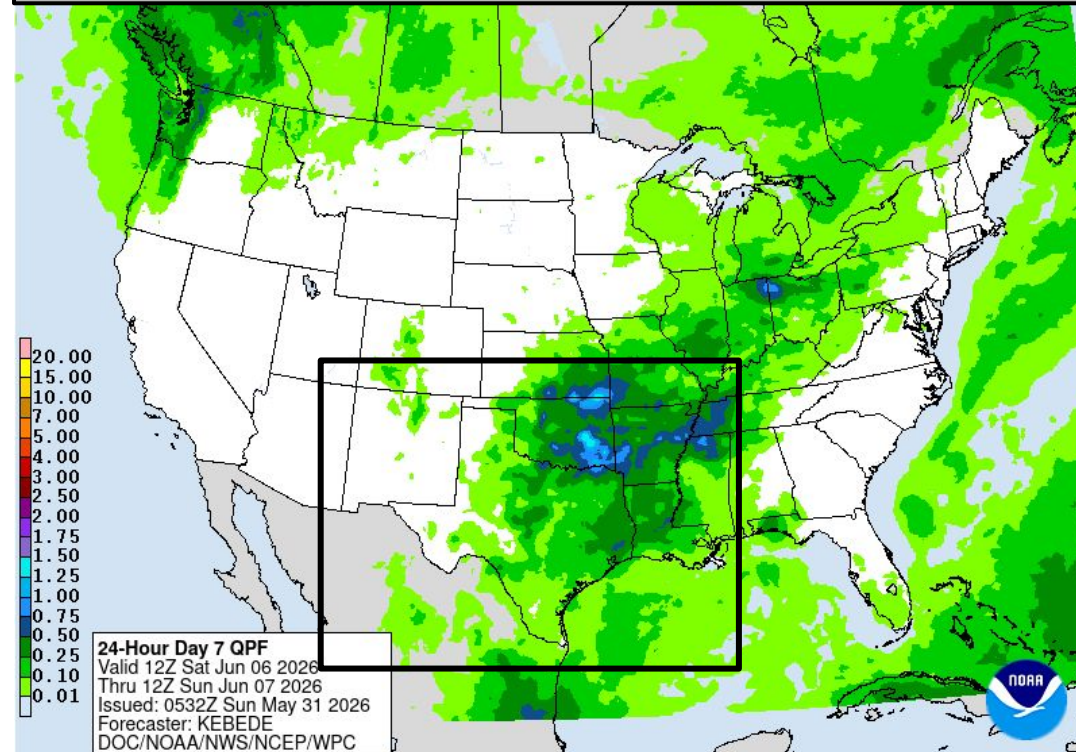 20.00
15.00
10.00
7.00
5.00
4.00
3.00
2.50
2.00
1.75
1.50
1.25
1.00
0.75
0.50
0.25
0.10
0.01
24-Hour Day 7 QPF
Valid 12Z Sat Jun 06 2026
Thru 12Z Sun Jun 07 2026
Issued: 0532Z Sun May 31 2026
Forecaster: KEBEDE
DOC/NOAA/NWS/NCEP/WPC
NOAA